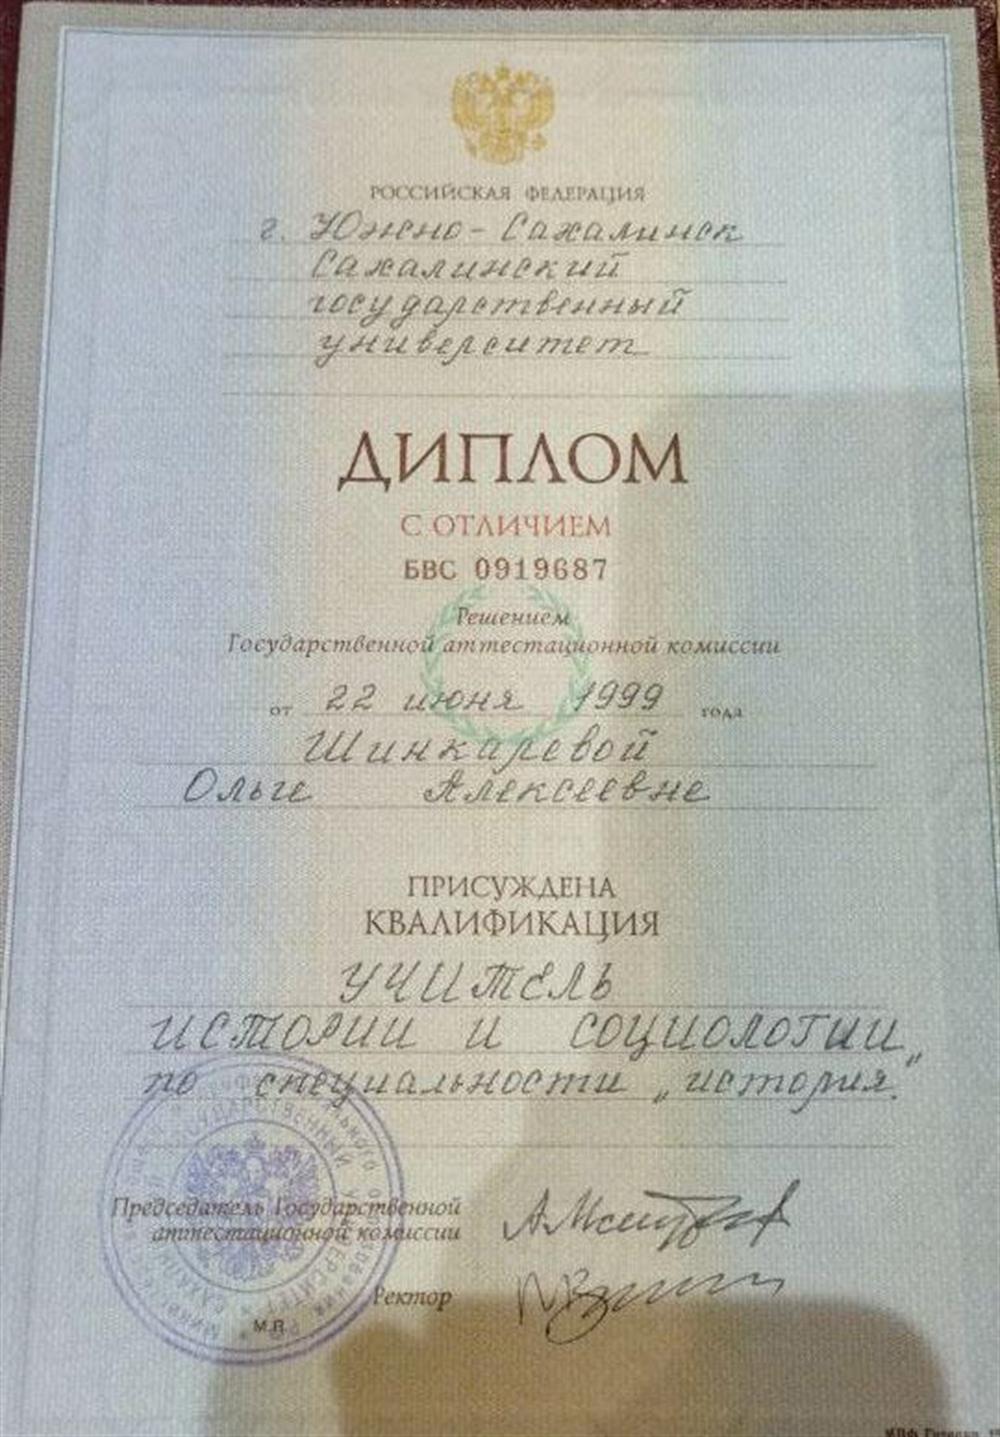 РОССИЙСКАЯ ФЕДЕРАЦИЯ
г. Южно-Сахалинск
Сахалинский
государственный
университет
ДИПЛОМ
С ОТЛИЧИЕМ
БВС 0919687
Решением
Государственной аттестационной комиссии
от 22 июня 1999 года
Шинкаревой
Ольге Алексеевне
ПРИСУЖДЕНА
КВАЛИФИКАЦИЯ
УЧИТЕЛЬ
ИСТОРИИ И СОЦИОЛОГИИ
по специальности „история"
Председатель Государственной
аттестационной комиссии
Ректор
М.П.